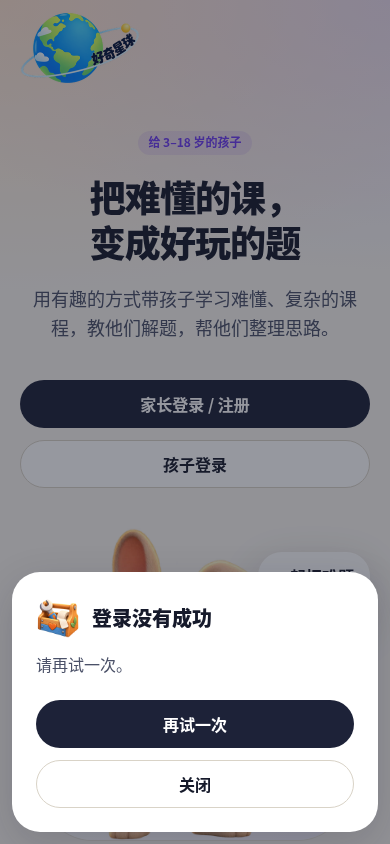 好奇星球
给 3–18 岁的孩子
把难懂的课，
变成好玩的题
用有趣的方式带孩子学习难懂、复杂的课
程，教他们解题，帮他们整理思路。
家长登录 / 注册
孩子登录
登录没有成功
请再试一次。
再试一次
关闭